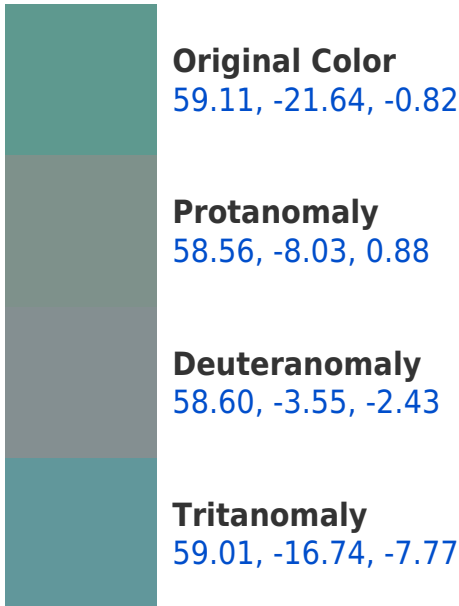 Original Color
59.11, -21.64, -0.82
Protanomaly
58.56, -8.03, 0.88
Deuteranomaly
58.60, -3.55, -2.43
Tritanomaly
59.01, -16.74, -7.77